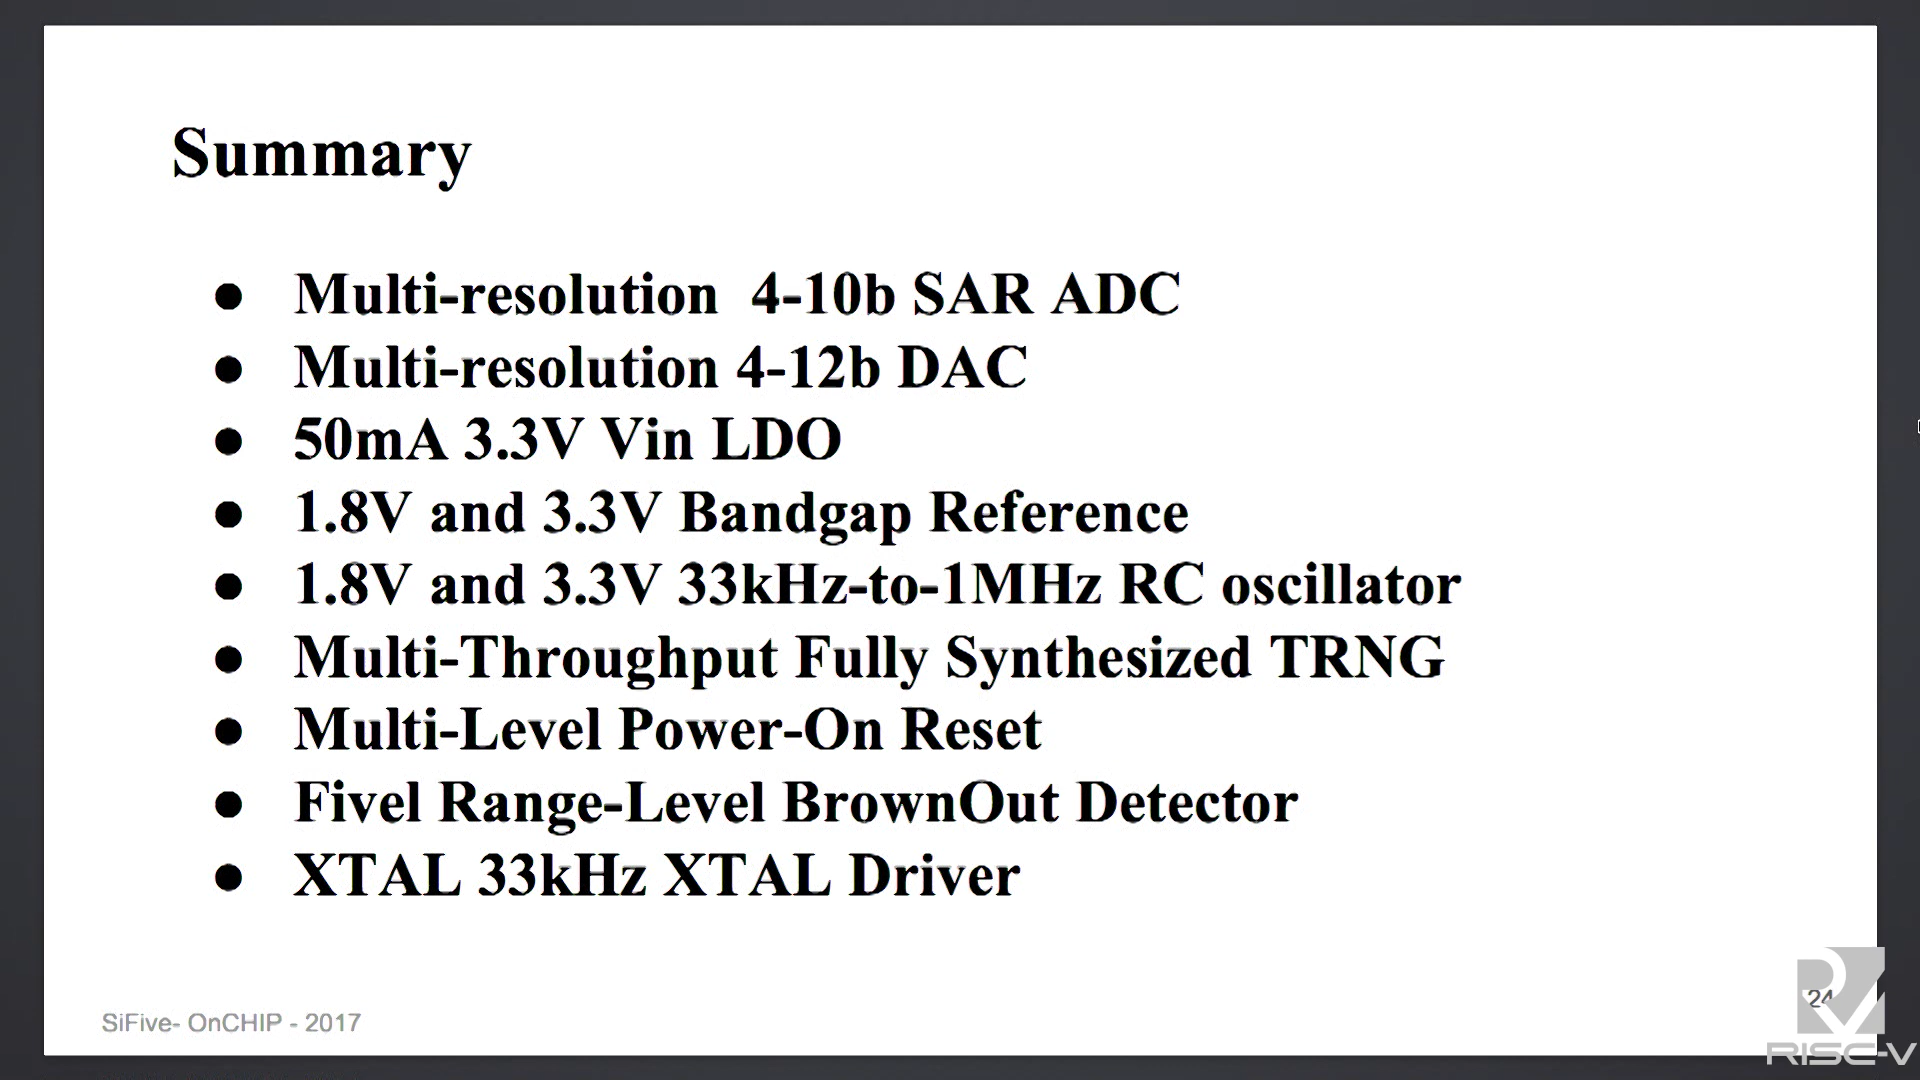 Summary
● Multi-resolution  4-10b SAR ADC
● Multi-resolution 4-12b DAC
● 50mA 3.3V Vin LDO
● 1.8V and 3.3V Bandgap Reference
● 1.8V and 3.3V 33kHz-to-1MHz RC oscillator
● Multi-Throughput Fully Synthesized TRNG
● Multi-Level Power-On Reset
● Fivel Range-Level BrownOut Detector
● XTAL 33kHz XTAL Driver
SiFive- OnCHIP - 2017
24
RISC-V